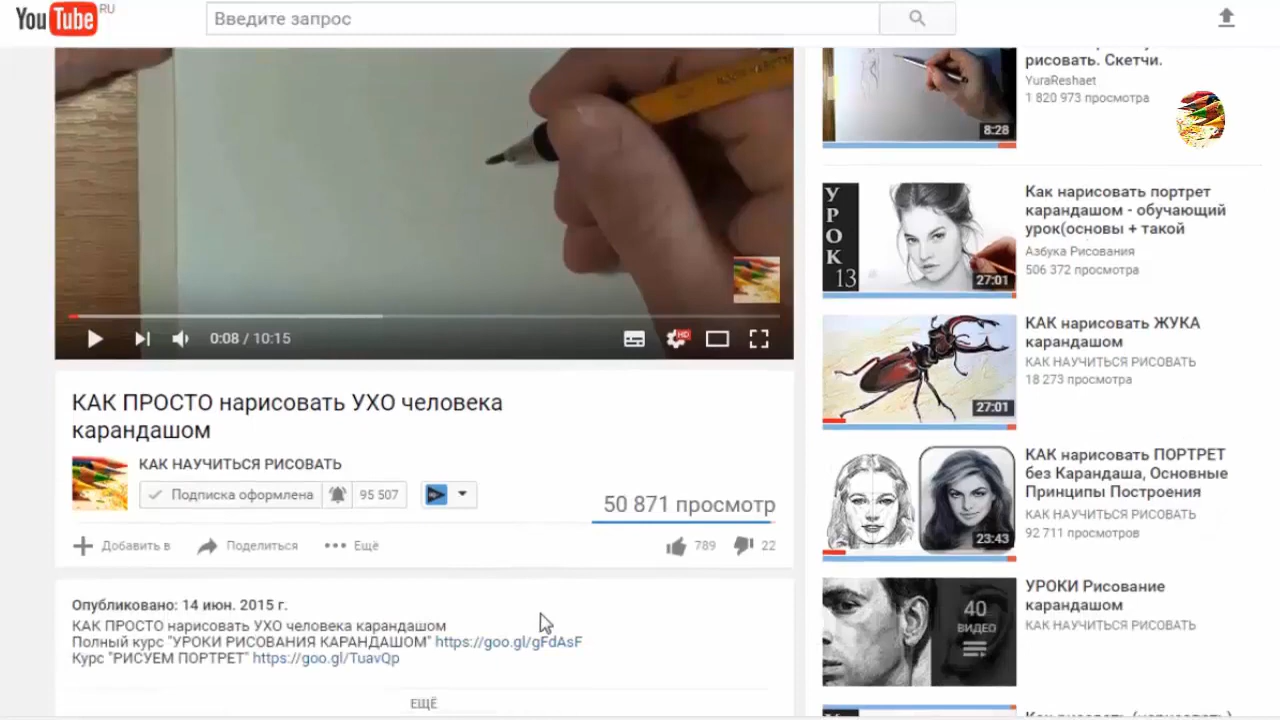 YouTube RU
Введите запрос
0:08 / 10:15
HD
КАК ПРОСТО нарисовать УХО человека
карандашом
КАК НАУЧИТЬСЯ РИСОВАТЬ
Подписка оформлена 95 507
50 871 просмотр
Добавить в Поделиться Ещё 789 22
Опубликовано: 14 июн. 2015 г.
КАК ПРОСТО нарисовать УХО человека карандашом
Полный курс "УРОКИ РИСОВАНИЯ КАРАНДАШОМ" https://goo.gl/gFdAsF
Курс "РИСУЕМ ПОРТРЕТ" https://goo.gl/TuavQp
ЕЩЁ
рисовать. Скетчи.
YuraReshaet
1 820 973 просмотра
8:28
УРОК
13
27:01
Как нарисовать портрет
карандашом - обучающий
урок(основы + такой
Азбука Рисования
506 372 просмотра
27:01
КАК нарисовать ЖУКА
карандашом
КАК НАУЧИТЬСЯ РИСОВАТЬ
18 273 просмотра
23:43
КАК нарисовать ПОРТРЕТ
без Карандаша, Основные
Принципы Построения
КАК НАУЧИТЬСЯ РИСОВАТЬ
92 711 просмотров
40
ВИДЕО
УРОКИ Рисование
карандашом
КАК НАУЧИТЬСЯ РИСОВАТЬ